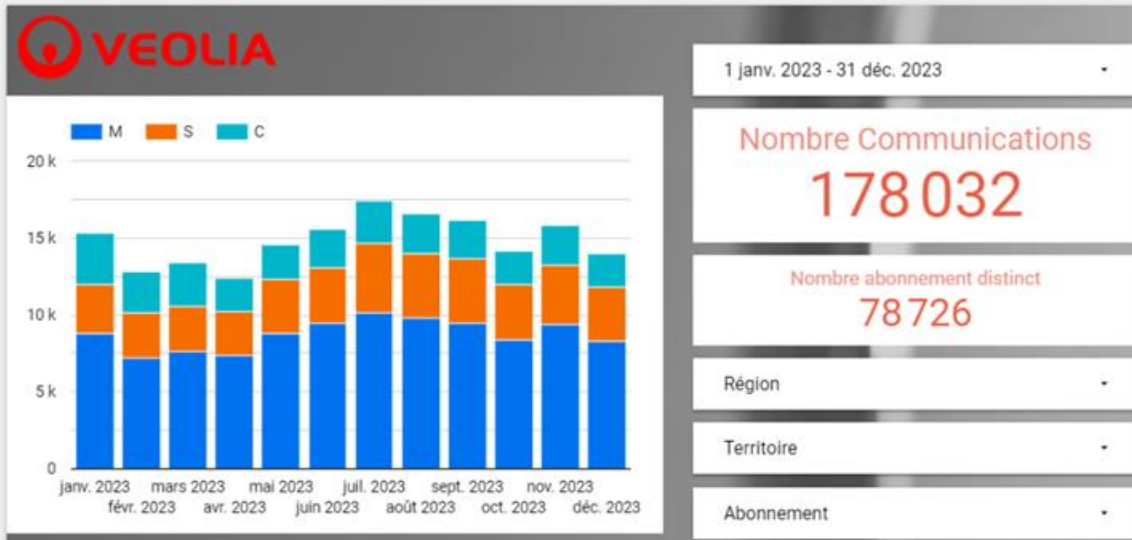 VEOLIA
M S C
20 k
15 k
10 k
5 k
0
janv. 2023 mars 2023 mai 2023 juil. 2023 sept. 2023 nov. 2023
févr. 2023 avr. 2023 juin 2023 août 2023 oct. 2023 déc. 2023
1 janv. 2023 - 31 déc. 2023
Nombre Communications
178 032
Nombre abonnement distinct
78 726
Région
Territoire
Abonnement